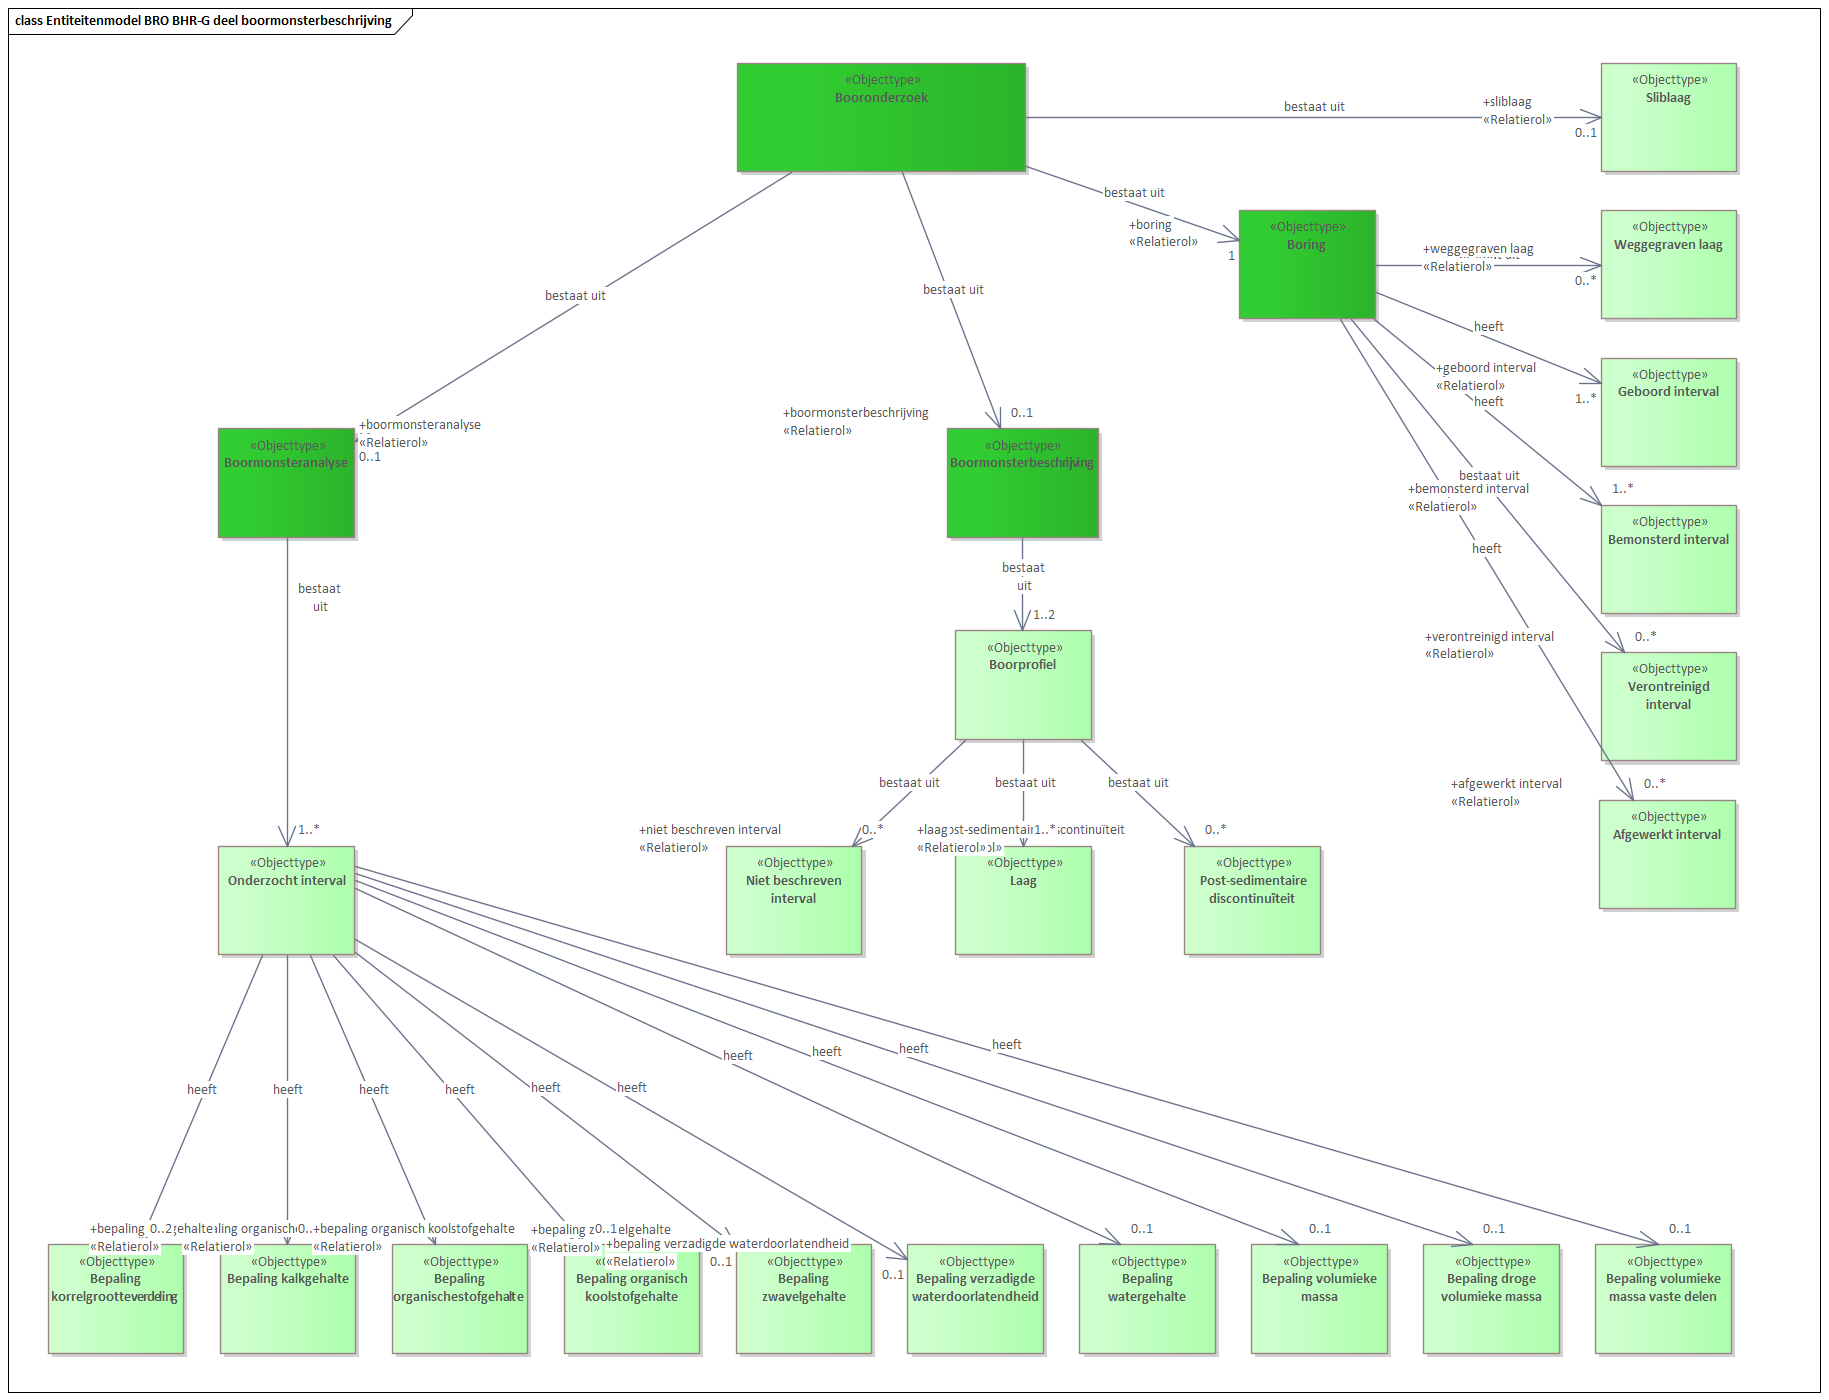 class Entiteitenmodel BRO BHR-G deel boormonsterbeschrijving
«Objecttype»
Booronderzoek
bestaat uit
+sliblaag
«Relatierol»
0..1
«Objecttype»
Sliblaag
bestaat uit
+boring
«Relatierol»
1
«Objecttype»
Boring
+weggegraven laag
«Relatierol»
0..*
«Objecttype»
Weggegraven laag
bestaat uit
bestaat uit
heeft
+geboord interval
«Relatierol»
1..*
«Objecttype»
Geboord interval
heeft
+boormonsteranalyse
«Relatierol»
0..1
+boormonsterbeschrijving
«Relatierol»
0..1
«Objecttype»
Boormonsteranalyse
«Objecttype»
Boormonsterbeschrijving
bestaat uit
+bemonsterd interval
«Relatierol»
1..*
«Objecttype»
Bemonsterd interval
heeft
bestaat
uit
bestaat
uit
1..2
«Objecttype»
Boorprofiel
+verontreinigd interval
«Relatierol»
0..*
«Objecttype»
Verontreinigd
interval
bestaat uit
bestaat uit
bestaat uit
+afgewerkt interval
«Relatierol»
0..*
«Objecttype»
Afgewerkt interval
1..*
«Objecttype»
Onderzocht interval
+niet beschreven interval
«Relatierol»
0..*
«Objecttype»
Niet beschreven
interval
+laag
«Relatierol»
1..*
«Objecttype»
Laag
0..*
«Objecttype»
Post-sedimentaire
discontinuïteit
heeft
heeft
heeft
heeft
heeft
heeft
heeft
heeft
heeft
heeft
+bepaling
0..2
«Relatierol»
«Relatierol»
+bepaling organisch koolstofgehalte
«Relatierol»
+bepaling
0..1
«Relatierol»
+bepaling verzadigde waterdoorlatendheid
«Relatierol»
0..1
0..1
0..1
0..1
0..1
0..1
«Objecttype»
Bepaling
korrelgrootteverdeling
«Objecttype»
Bepaling kalkgehalte
«Objecttype»
Bepaling
organischestofgehalte
Bepaling organisch
koolstofgehalte
«Objecttype»
Bepaling
zwavelgehalte
«Objecttype»
Bepaling verzadigde
waterdoorlatendheid
«Objecttype»
Bepaling
watergehalte
«Objecttype»
Bepaling volumieke
massa
«Objecttype»
Bepaling droge
volumieke massa
«Objecttype»
Bepaling volumieke
massa vaste delen